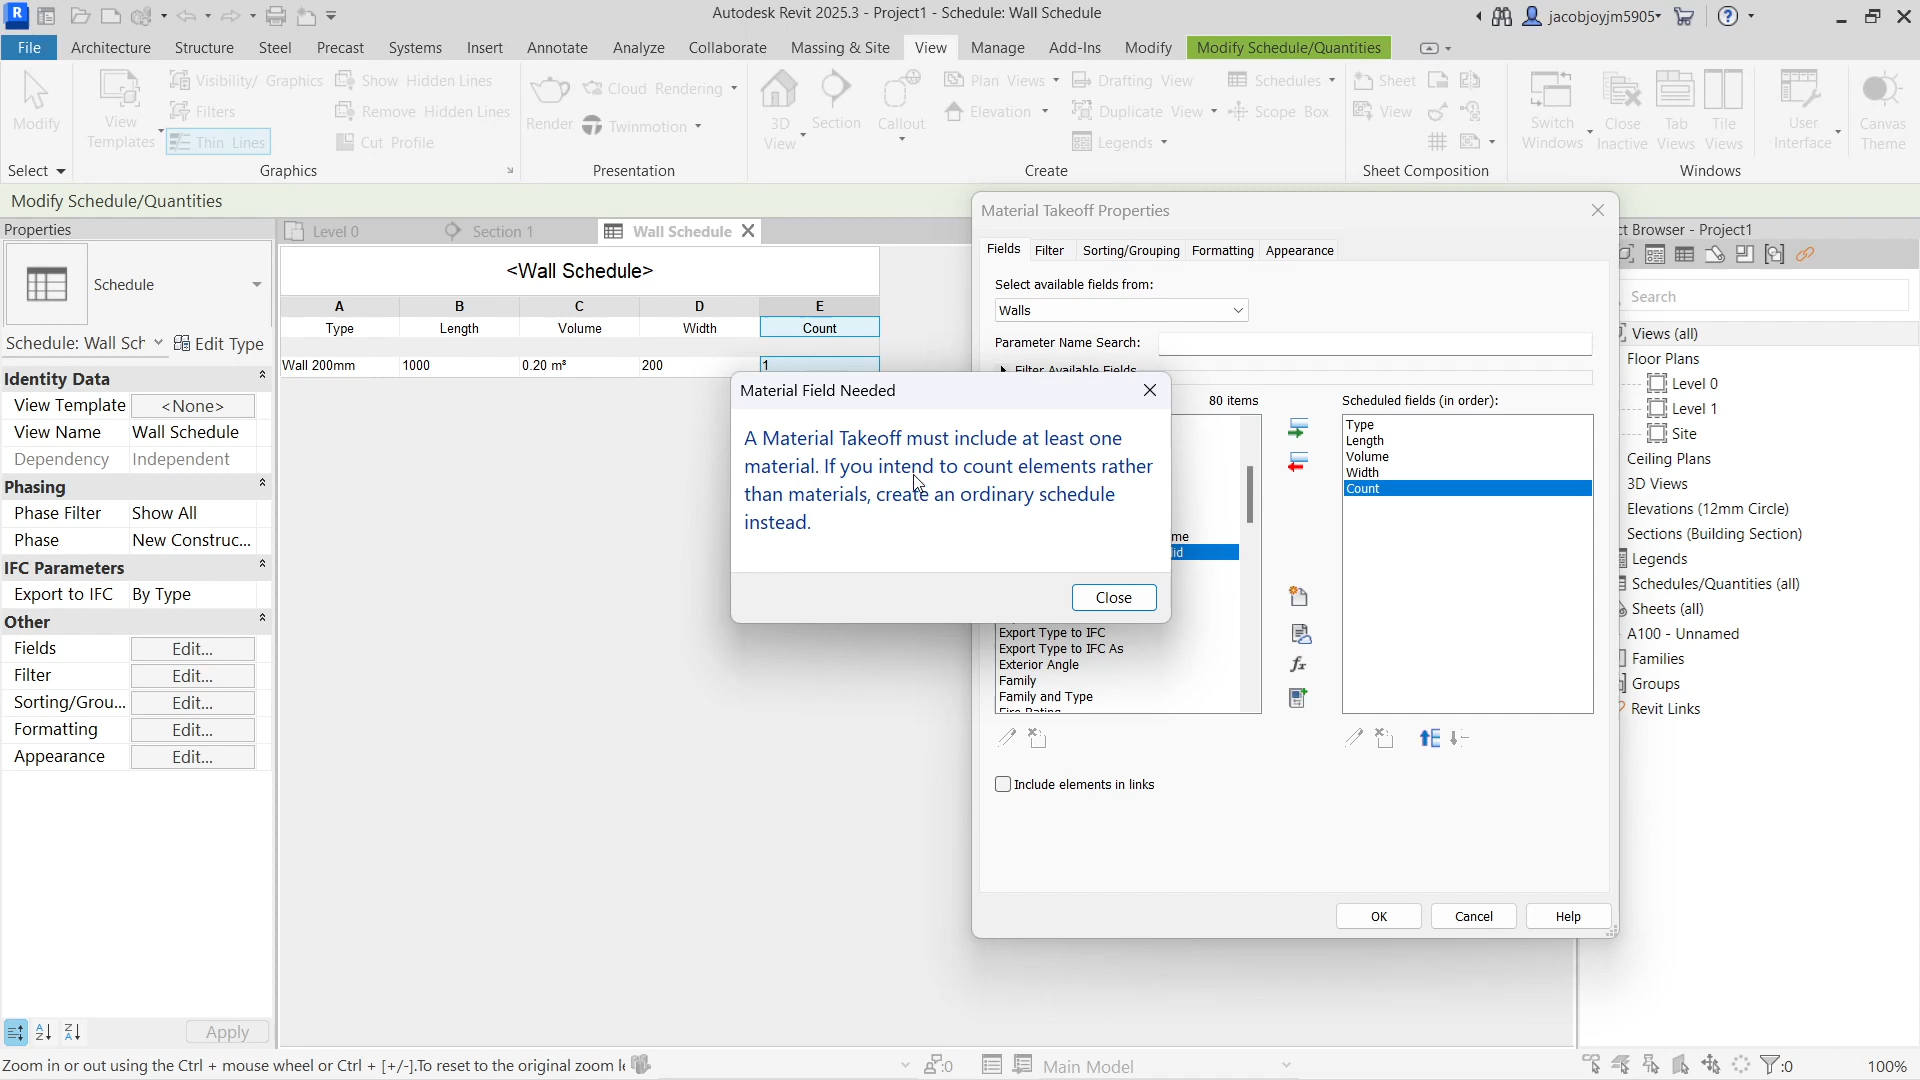 Autodesk Revit 2025.3 - Project1 - Schedule: Wall Schedule
jacobjoyjm5905
File Architecture Structure Steel Precast Systems Insert Annotate Analyze Collaborate Massing & Site View Manage Add-Ins Modify Modify Schedule/Quantities
Modify
View Templates
Visibility/ Graphics
Filters
Thin Lines
Show Hidden Lines
Remove Hidden Lines
Cut Profile
Render
Cloud Rendering
Twinmotion
3D View
Section
Callout
Plan Views
Elevation
Drafting View
Duplicate View
Legends
Schedules
Scope Box
Sheet
View
Switch Windows
Close Inactive
Tab Views
Tile Views
User Interface
Canvas Theme
Select Graphics Presentation Create Sheet Composition Windows
Modify Schedule/Quantities
Properties
Schedule
Schedule: Wall Sch Edit Type
Identity Data
View Template <None>
View Name Wall Schedule
Dependency Independent
Phasing
Phase Filter Show All
Phase New Construc...
IFC Parameters
Export to IFC By Type
Other
Fields Edit...
Filter Edit...
Sorting/Grou... Edit...
Formatting Edit...
Appearance Edit...
Apply
Level 0 Section 1 Wall Schedule
<Wall Schedule>
A B C D E
Type Length Volume Width Count
Wall 200mm 1000 0.20 m³ 200 1
Material Takeoff Properties
Fields Filter Sorting/Grouping Formatting Appearance
Select available fields from:
Walls
Parameter Name Search:
Filter Available Fields
80 items
Scheduled fields (in order):
Type
Length
Volume
Width
Count
me
id
Export Type to IFC
Export Type to IFC As
Exterior Angle
Family
Family and Type
Fire Rating
Include elements in links
OK Cancel Help
Material Field Needed
A Material Takeoff must include at least one
material. If you intend to count elements rather
than materials, create an ordinary schedule
instead.
Close
ct Browser - Project1
Search
Views (all)
Floor Plans
Level 0
Level 1
Site
Ceiling Plans
3D Views
Elevations (12mm Circle)
Sections (Building Section)
Legends
Schedules/Quantities (all)
Sheets (all)
A100 - Unnamed
Families
Groups
Revit Links
Zoom in or out using the Ctrl + mouse wheel or Ctrl + [+/-].To reset to the original zoom le
:0
Main Model
:0
100%